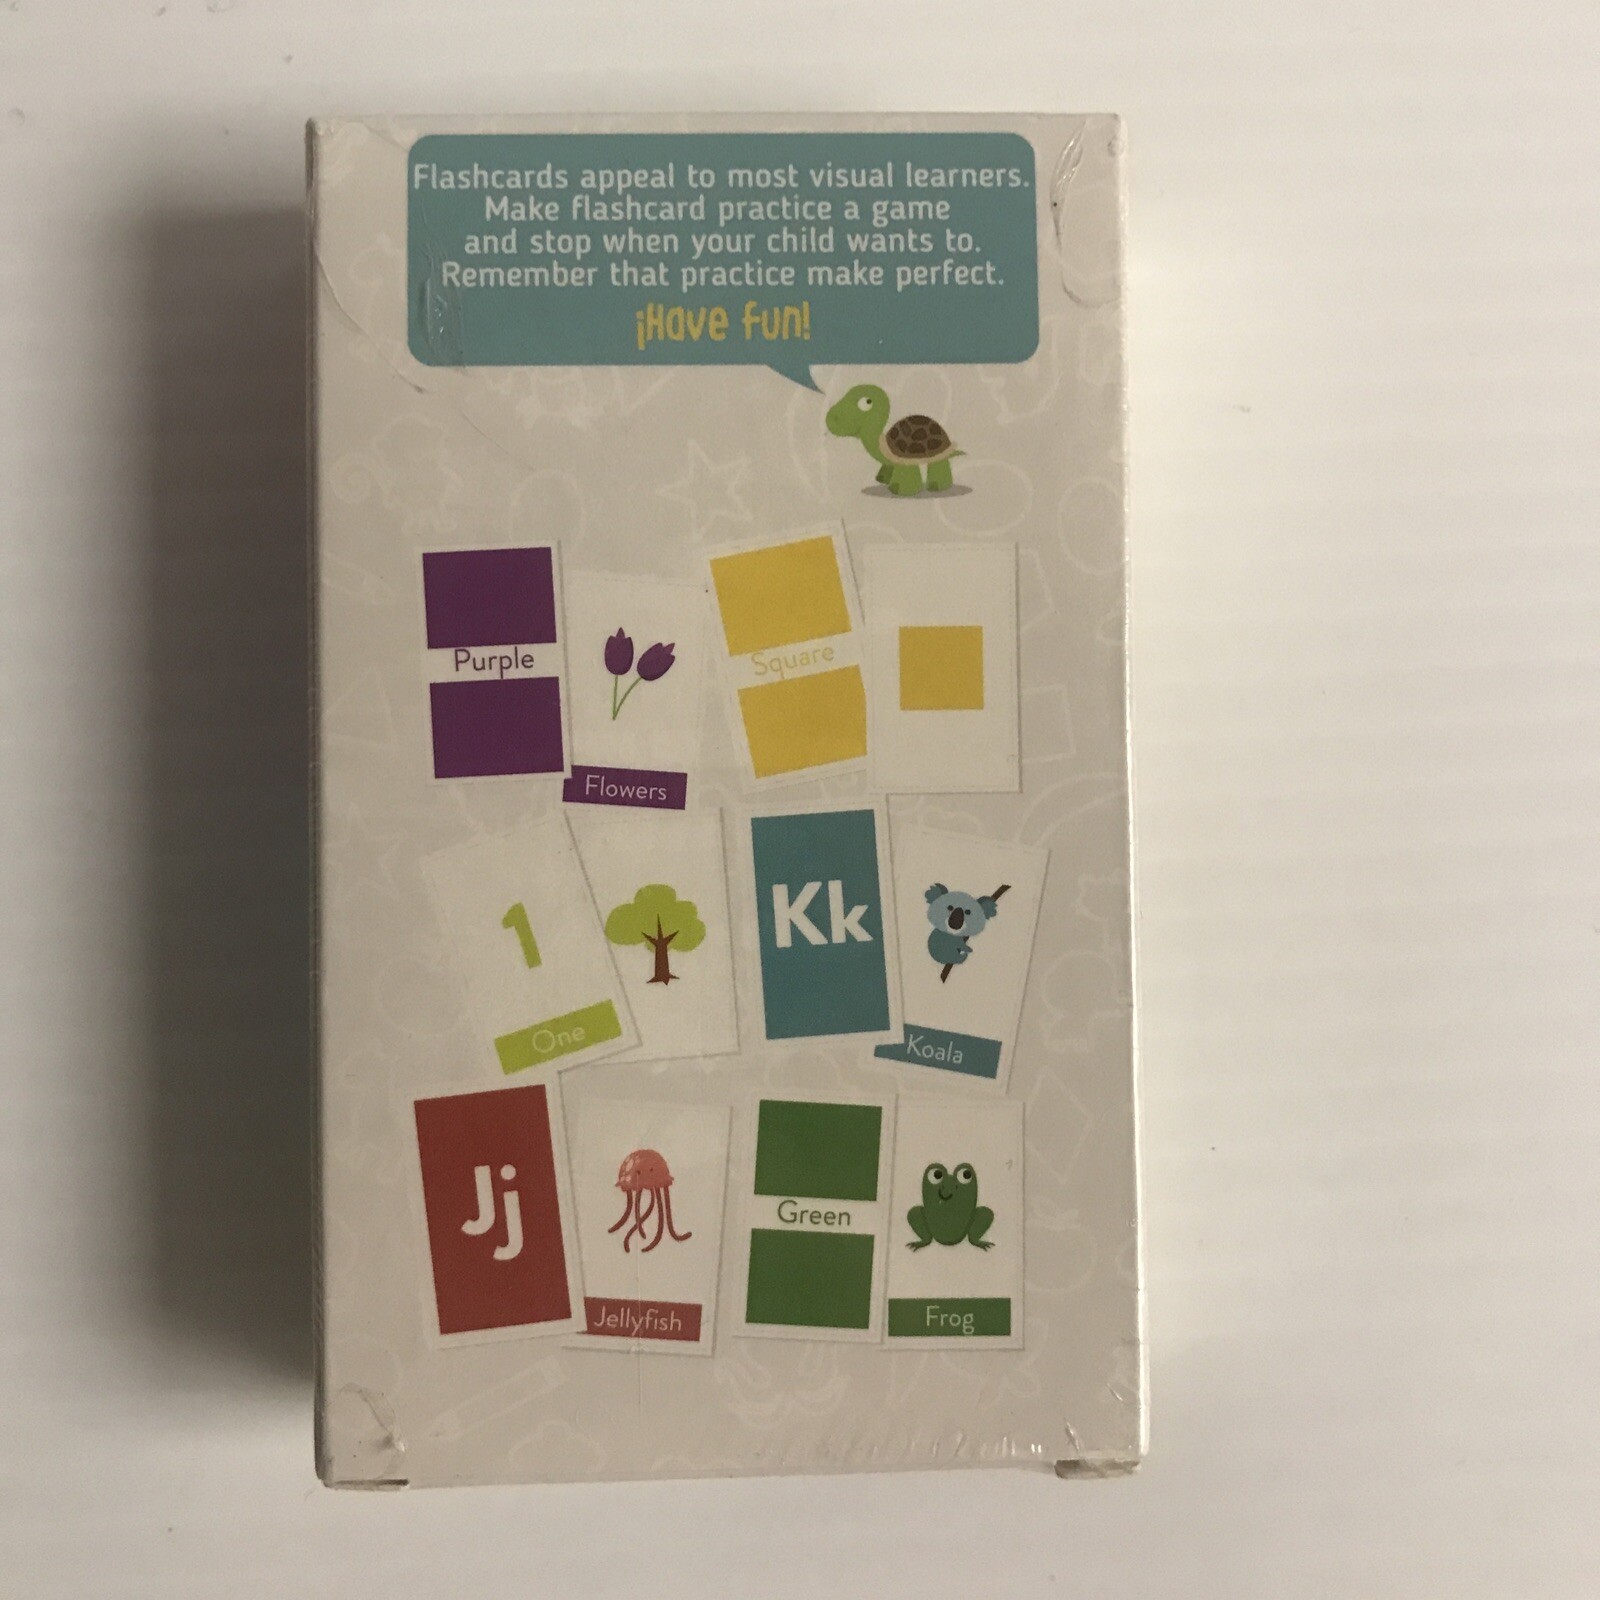 Flashcards appeal to most visual learners.
Make flashcard practice a game
and stop when your child wants to.
Remember that practice make perfect.
¡Have fun!
Purple
Flowers
Square
1
One
Kk
Koala
Jj
Jellyfish
Green
Frog